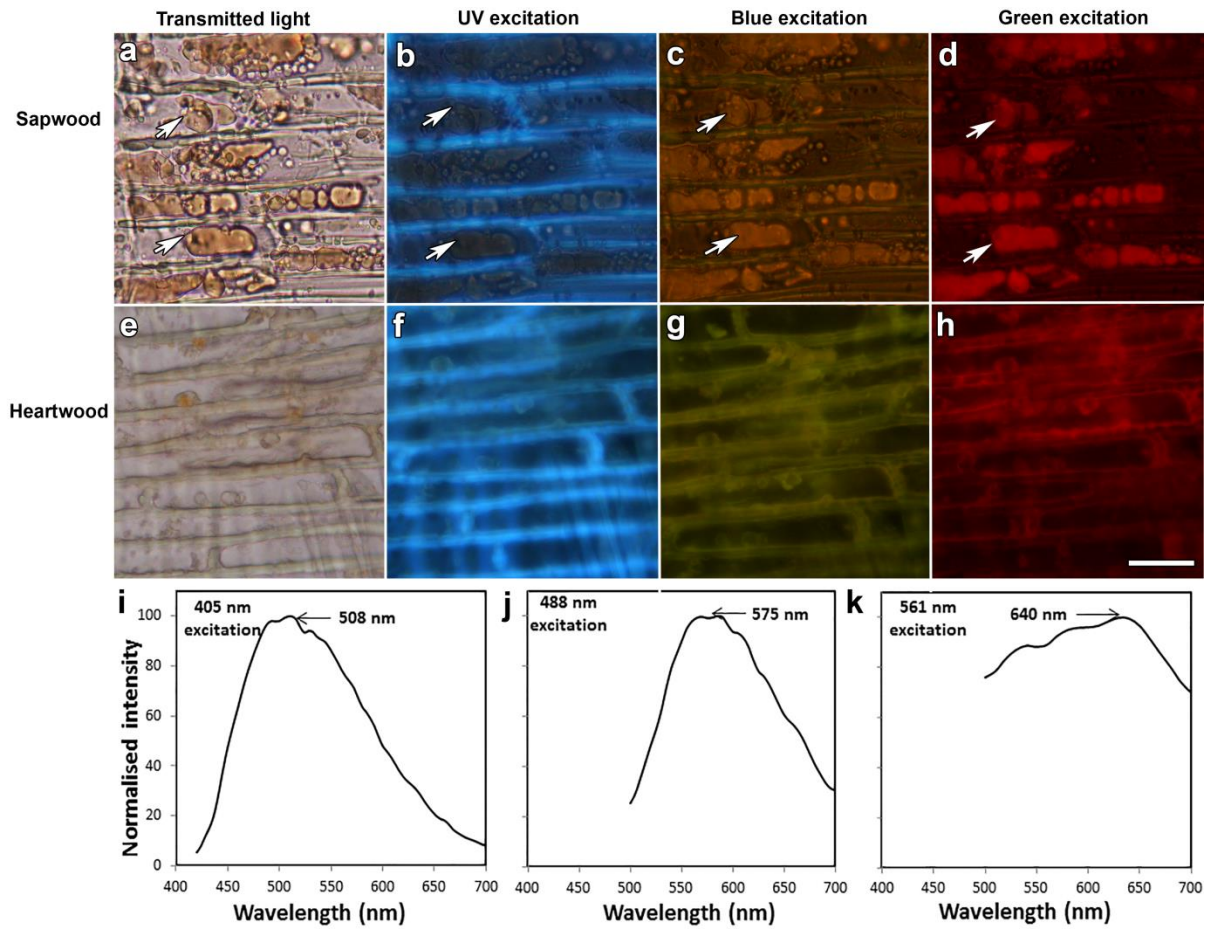 Transmitted light UV excitation Blue excitation Green excitation
Sapwood
a b c d
Heartwood
e f g h
i 405 nm excitation 508 nm
j 488 nm excitation 575 nm
k 561 nm excitation 640 nm
Normalised intensity
100
80
60
40
20
0
400 450 500 550 600 650 700
400 450 500 550 600 650 700
400 450 500 550 600 650 700
Wavelength (nm) Wavelength (nm) Wavelength (nm)